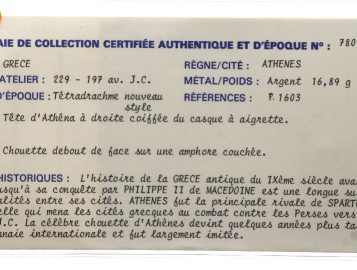 AIE DE COLLECTION CERTIFIÉE AUTHENTIQUE ET D'ÉPOQUE N° : 780
GRECE RÈGNE/CITÉ : ATHENES
ATELIER : 229 - 197 av. J.C. MÉTAL/POIDS : Argent 16,89 g
D'ÉPOQUE : Tétradrachme nouveau RÉFÉRENCES : P.1603
style
Tête d'Athéna à droite coiffée du casque à aigrette.
Chouette debout de face sur une amphore couchée.
HISTORIQUES : L'histoire de la GRECE antique du IXème siècle ava
usqu'à sa conquête par PHILIPPE II de MACEDOINE est une longue su
alités entre ses cités. ATHENES fut la principale rivale de SPART
elle qui mena les cités grecques au combat contre les Perses vers
J.C. La célèbre chouette d'Athènes devint quelques années plus ta
nnaie internationale et fut largement imitée.